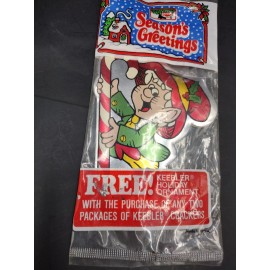 Season's
Greetings
FREE!
KEEBLER
HOLIDAY
ORNAMENT
WITH THE PURCHASE OF ANY TWO
PACKAGES OF KEEBLER CRACKERS